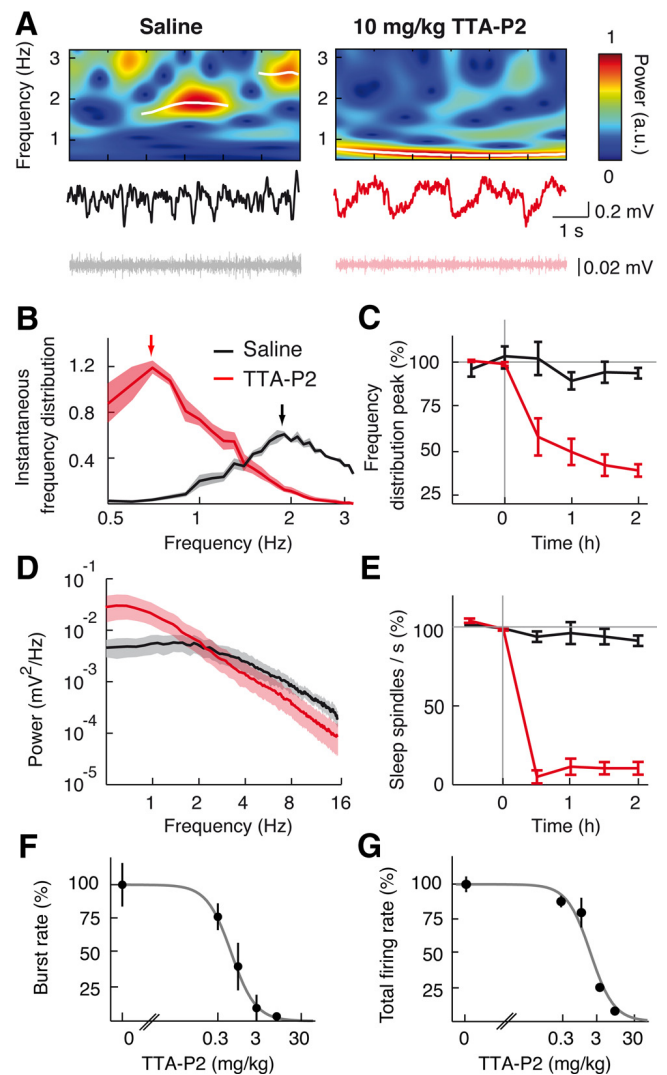 A
Saline
10 mg/kg TTA-P2
Frequency (Hz)
3
2
1
1
Power (a.u.)
0
0.2 mV
1 s
0.02 mV
B
Instantaneous
frequency distribution
1.2
0.8
0.4
Saline
TTA-P2
0.5 1 2 3
Frequency (Hz)
C
Frequency
distribution peak (%)
100
75
50
25
0 1 2
Time (h)
D
Power (mV2/Hz)
10-1
10-2
10-3
10-4
10-5
1 2 4 8 16
Frequency (Hz)
E
Sleep spindles / s (%)
100
50
0
0 1 2
Time (h)
F
Burst rate (%)
100
75
50
25
0 0.3 3 30
TTA-P2 (mg/kg)
G
Total firing rate (%)
100
75
50
25
0 0.3 3 30
TTA-P2 (mg/kg)